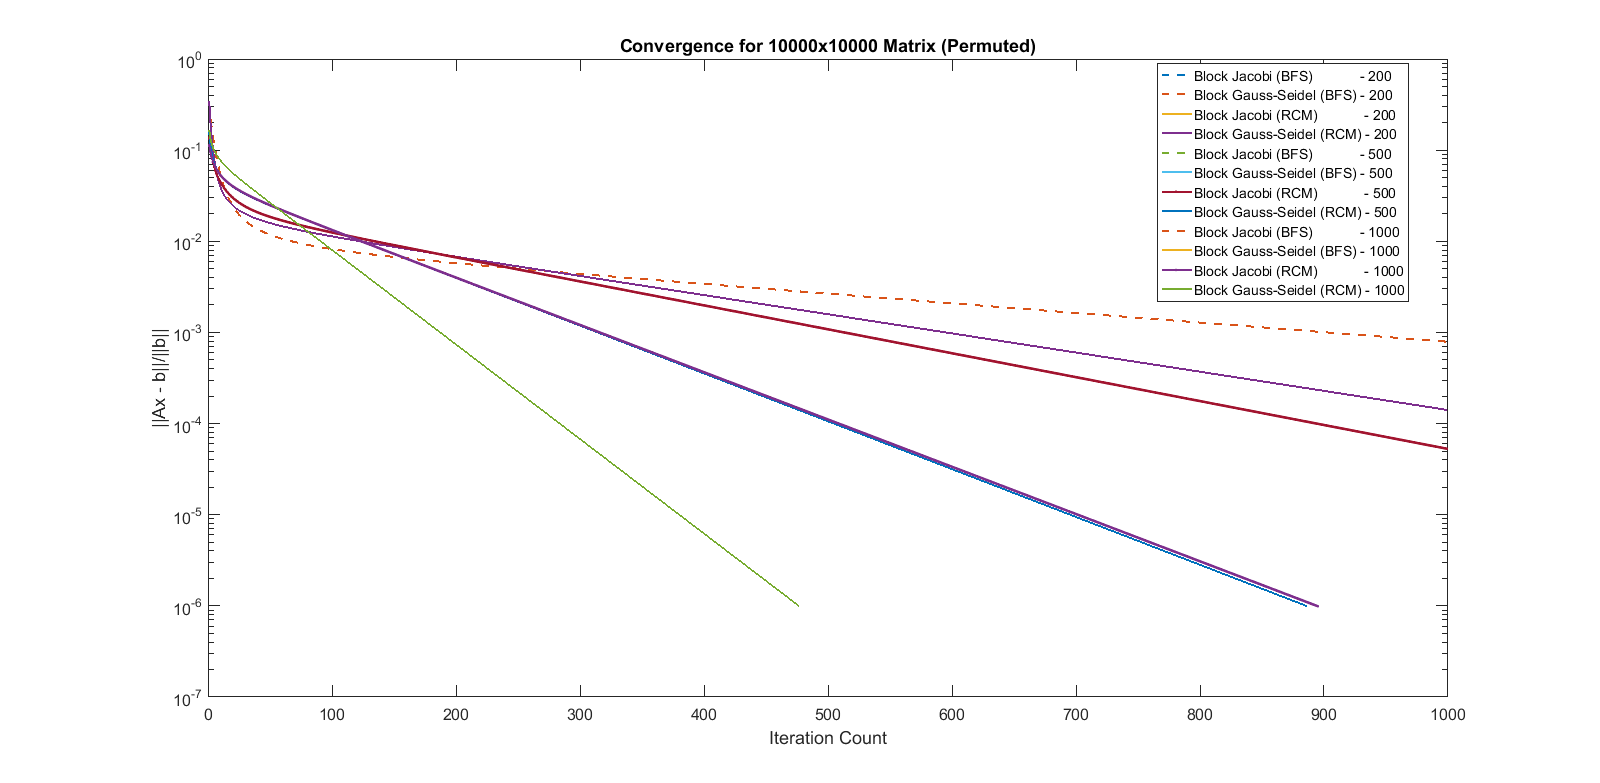 Convergence for 10000x10000 Matrix (Permuted)
10^0
10^-1
10^-2
10^-3
10^-4
10^-5
10^-6
10^-7
||Ax - b||/||b||
Block Jacobi (BFS) - 200
Block Gauss-Seidel (BFS) - 200
Block Jacobi (RCM) - 200
Block Gauss-Seidel (RCM) - 200
Block Jacobi (BFS) - 500
Block Gauss-Seidel (BFS) - 500
Block Jacobi (RCM) - 500
Block Gauss-Seidel (RCM) - 500
Block Jacobi (BFS) - 1000
Block Gauss-Seidel (BFS) - 1000
Block Jacobi (RCM) - 1000
Block Gauss-Seidel (RCM) - 1000
0 100 200 300 400 500 600 700 800 900 1000
Iteration Count